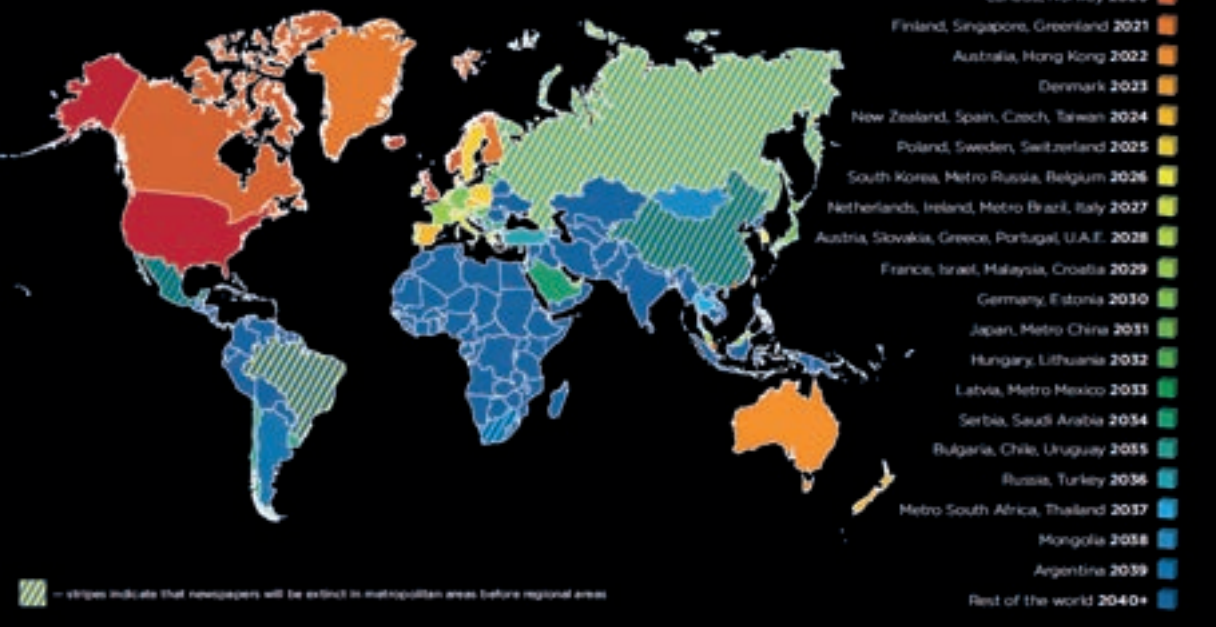 Finland, Singapore, Greenland 2021
Australia, Hong Kong 2022
Denmark 2023
New Zealand, Spain, Czech, Taiwan 2024
Poland, Sweden, Switzerland 2025
South Korea, Metro Russia, Belgium 2026
Netherlands, Ireland, Metro Brazil, Italy 2027
Austria, Slovakia, Greece, Portugal, U.A.E. 2028
France, Israel, Malaysia, Croatia 2029
Germany, Estonia 2030
Japan, Metro China 2031
Hungary, Lithuania 2032
Latvia, Metro Mexico 2033
Serbia, Saudi Arabia 2034
Bulgaria, Chile, Uruguay 2035
Russia, Turkey 2036
Metro South Africa, Thailand 2037
Mongolia 2038
Argentina 2039
Rest of the world 2040+
— stripes indicate that newspapers will be extinct in metropolitan areas before regional areas